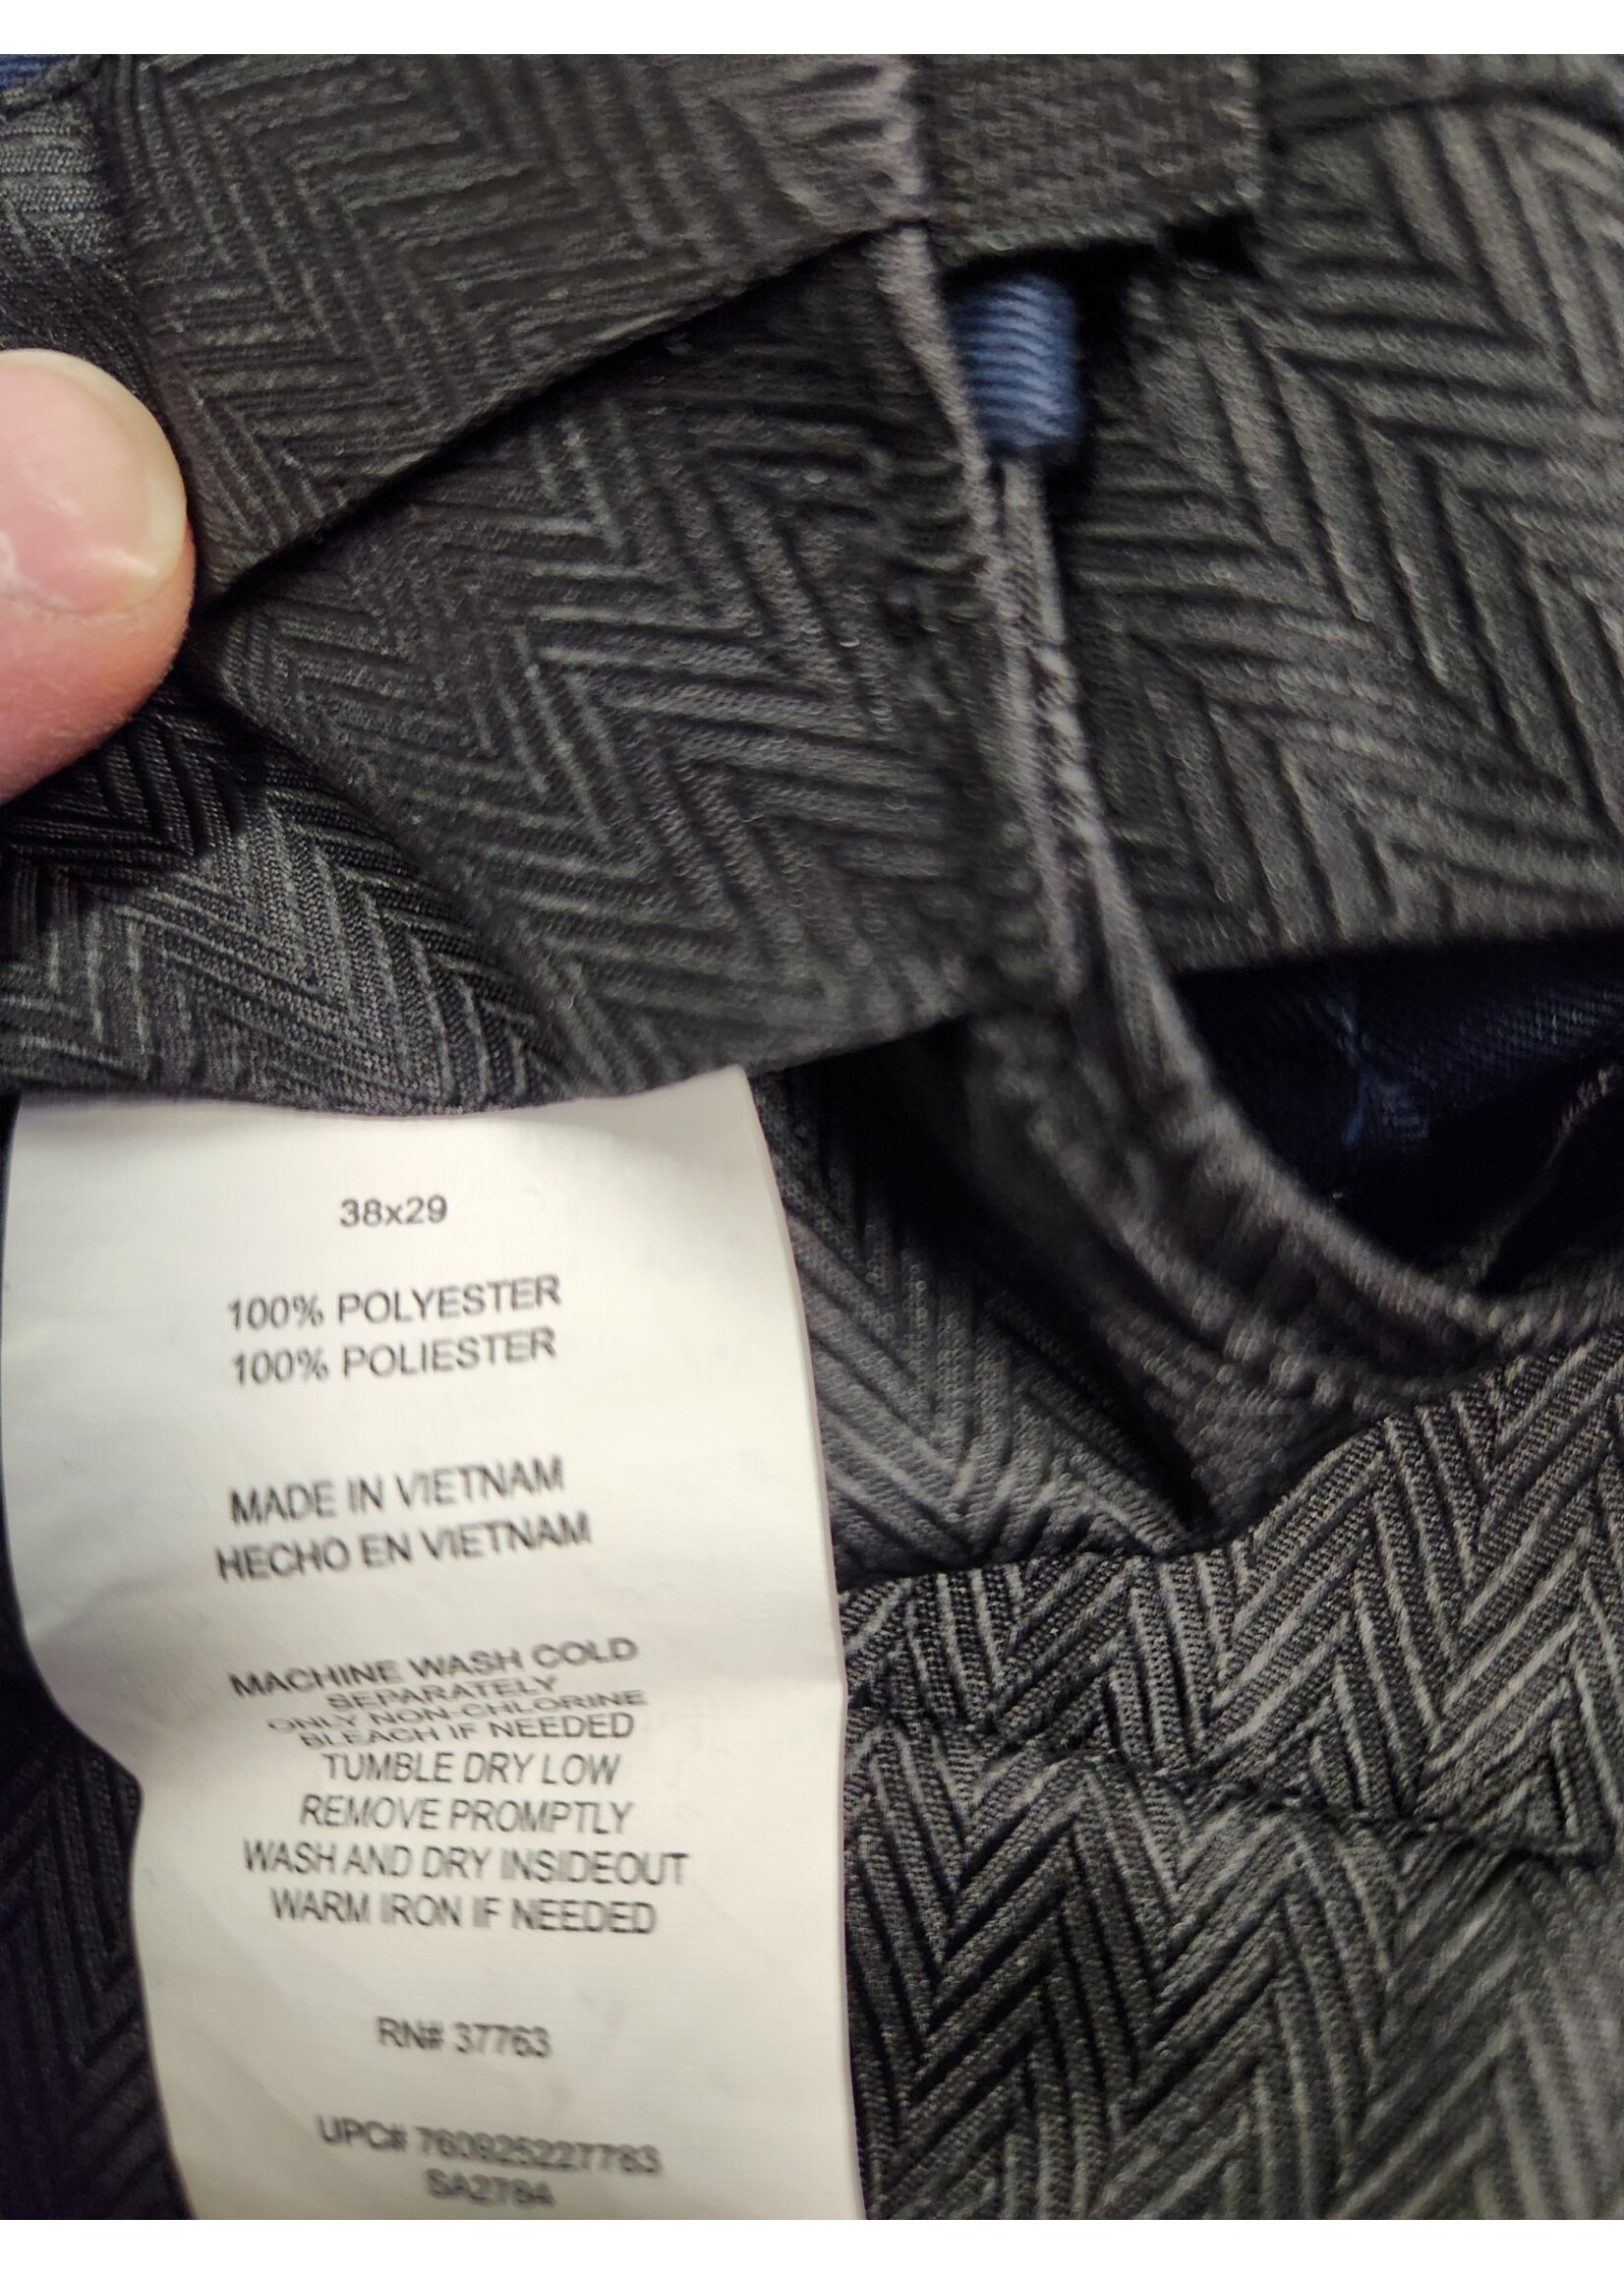 38x29
100% POLYESTER
100% POLIESTER
MADE IN VIETNAM
HECHO EN VIETNAM
MACHINE WASH COLD
SEPARATELY
ONLY NON-CHLORINE
BLEACH IF NEEDED
TUMBLE DRY LOW
REMOVE PROMPTLY
WASH AND DRY INSIDEOUT
WARM IRON IF NEEDED
RN# 37763
UPC#